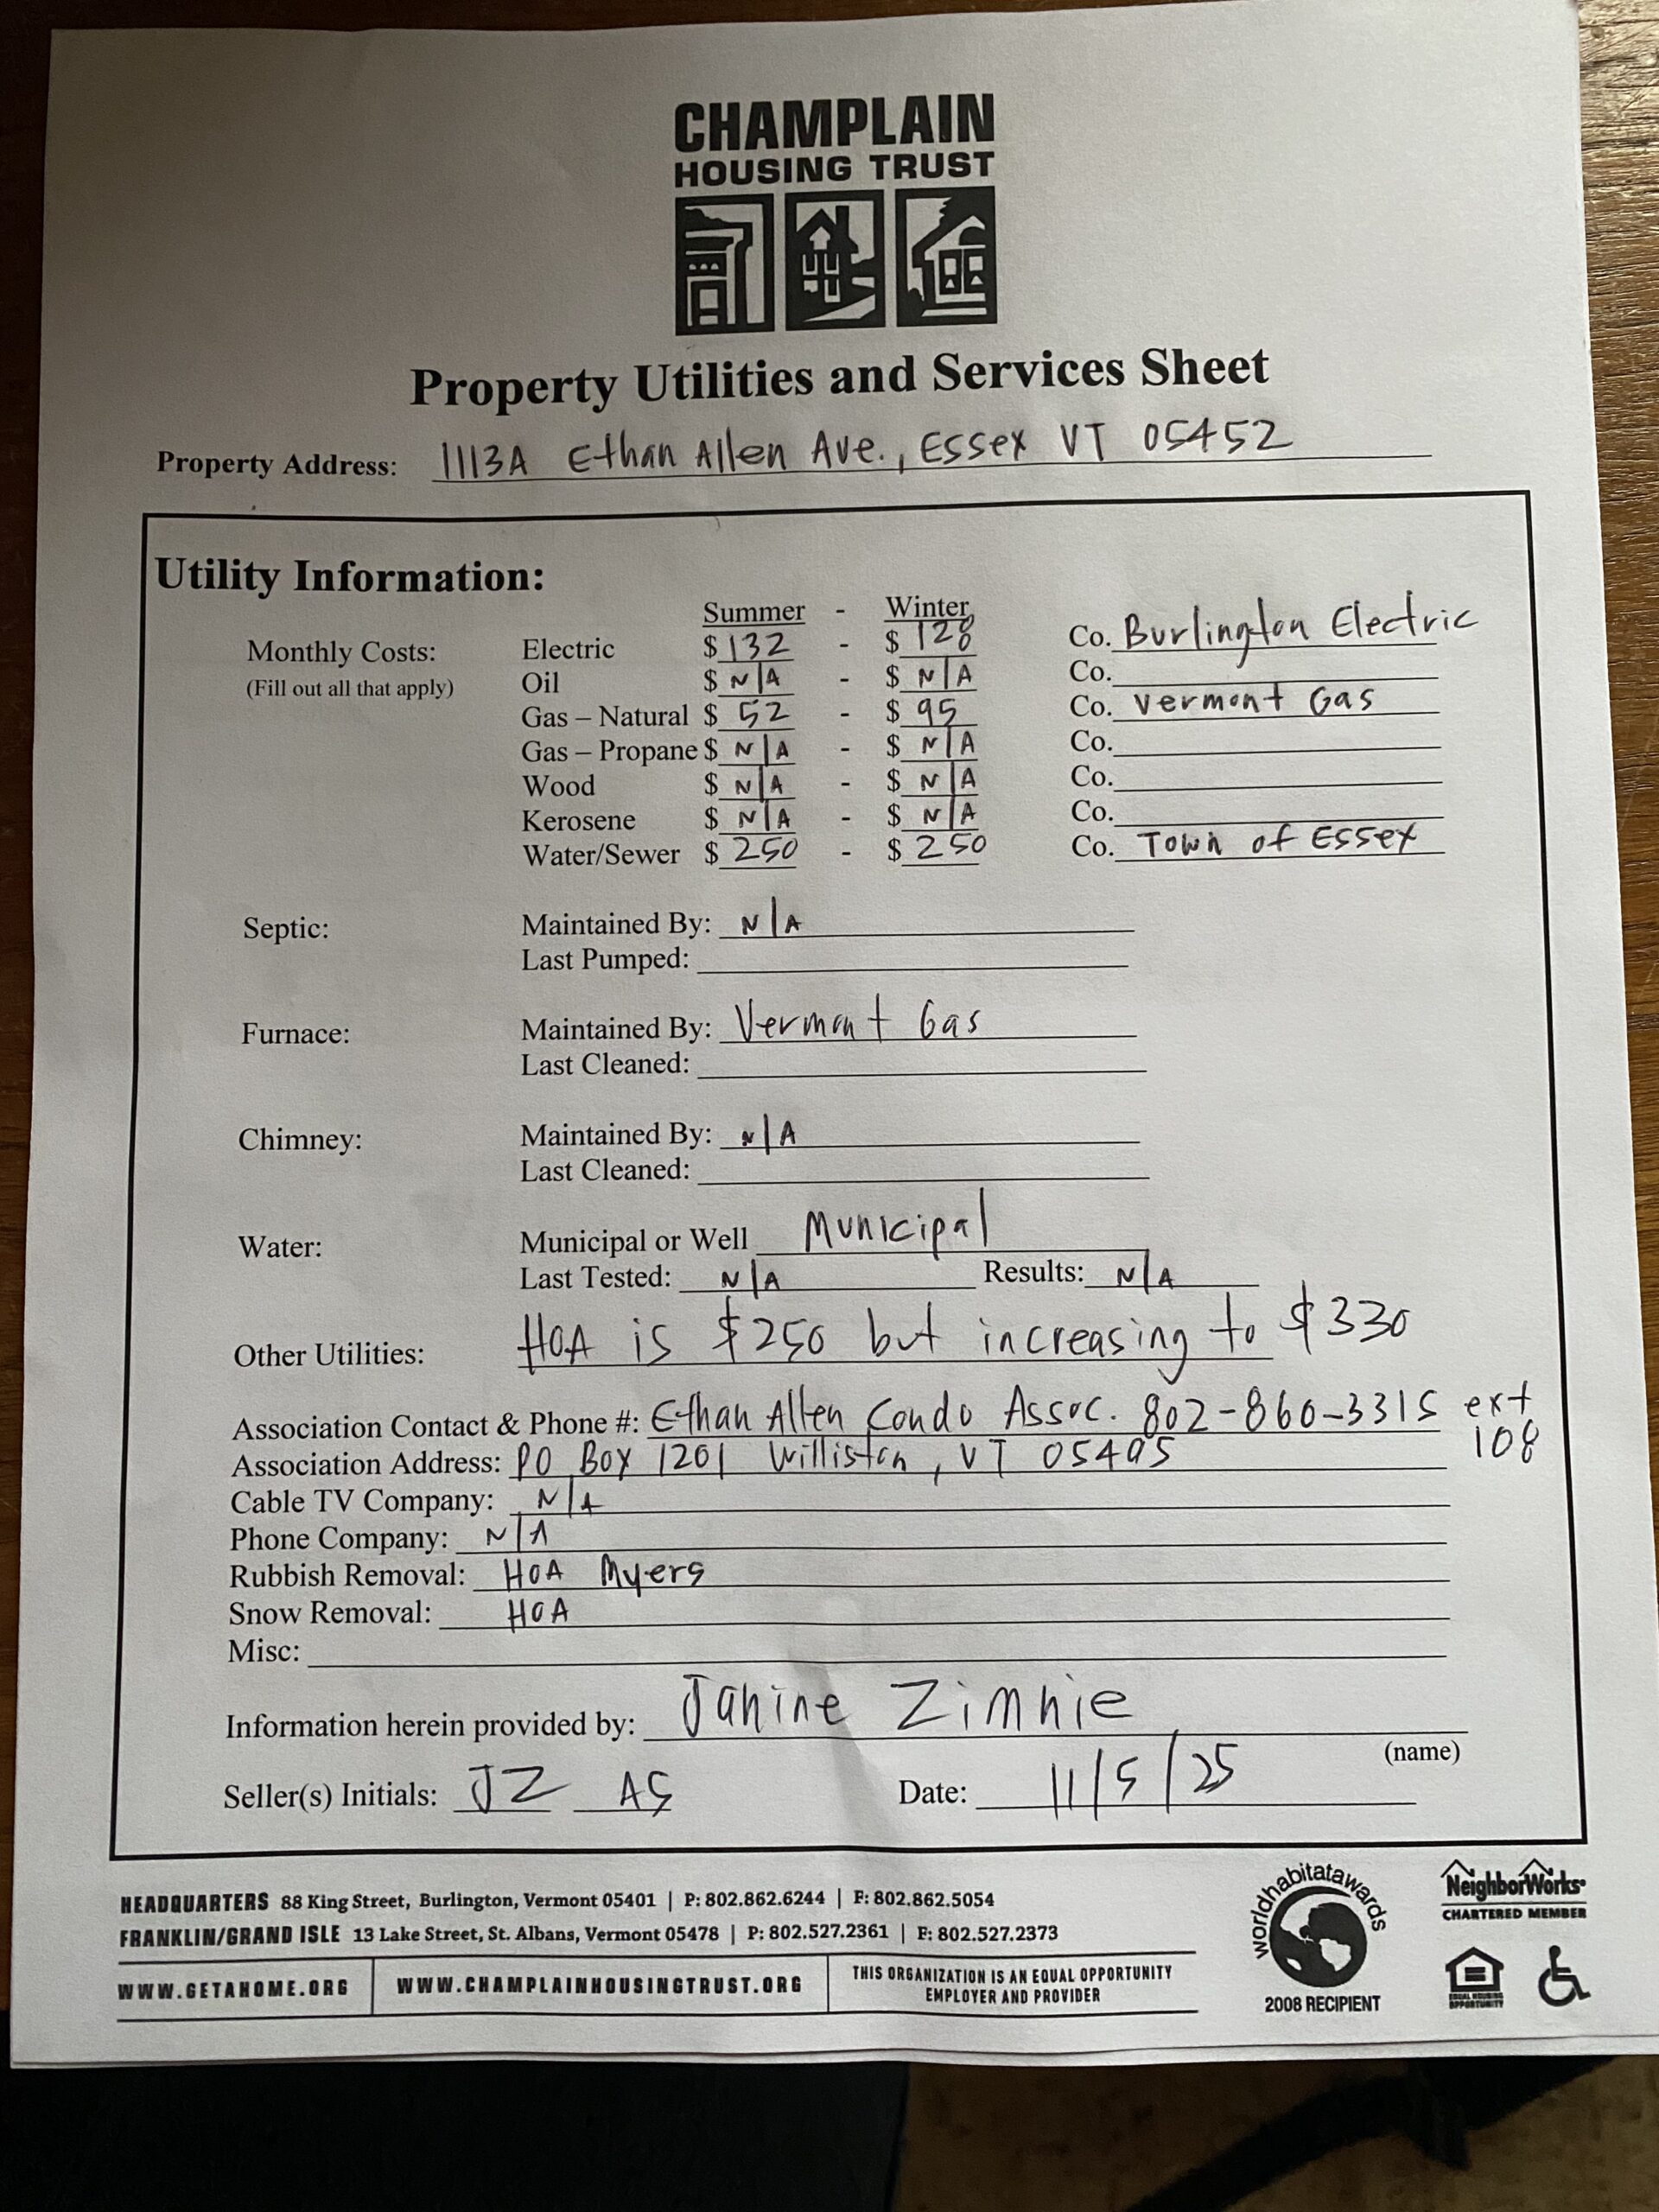 CHAMPLAIN
HOUSING TRUST
Property Utilities and Services Sheet
Property Address: 1113A Ethan Allen Ave., Essex VT 05452
Utility Information:
Summer - Winter
Monthly Costs: Electric $ 132 - $ 128 Co. Burlington Electric
(Fill out all that apply) Oil $ N/A - $ N/A Co.
Gas – Natural $ 52 - $ 95 Co. Vermont Gas
Gas – Propane $ N/A - $ N/A Co.
Wood $ N/A - $ N/A Co.
Kerosene $ N/A - $ N/A Co.
Water/Sewer $ 250 - $ 250 Co. Town of Essex
Septic: Maintained By: N/A
Last Pumped:
Furnace: Maintained By: Vermont Gas
Last Cleaned:
Chimney: Maintained By: N/A
Last Cleaned:
Water: Municipal or Well Municipal
Last Tested: N/A Results: N/A
Other Utilities: HOA is $250 but increasing to $330
Association Contact & Phone #: Ethan Allen Condo Assoc. 802-860-3315 ext 108
Association Address: PO Box 1201 Williston, VT 05495
Cable TV Company: N/A
Phone Company: N/A
Rubbish Removal: HOA Myers
Snow Removal: HOA
Misc:
Information herein provided by: Janine Zimnie
(name)
Seller(s) Initials: JZ AS Date: 11/5/25
HEADQUARTERS 88 King Street, Burlington, Vermont 05401 | P: 802.862.6244 | F: 802.862.5054
FRANKLIN/GRAND ISLE 13 Lake Street, St. Albans, Vermont 05478 | P: 802.527.2361 | F: 802.527.2373
WWW.GETAHOME.ORG WWW.CHAMPLAINHOUSINGTRUST.ORG THIS ORGANIZATION IS AN EQUAL OPPORTUNITY
EMPLOYER AND PROVIDER
worldhabitatawards
2008 RECIPIENT
NeighborWorks®
CHARTERED MEMBER
EQUAL HOUSING
OPPORTUNITY